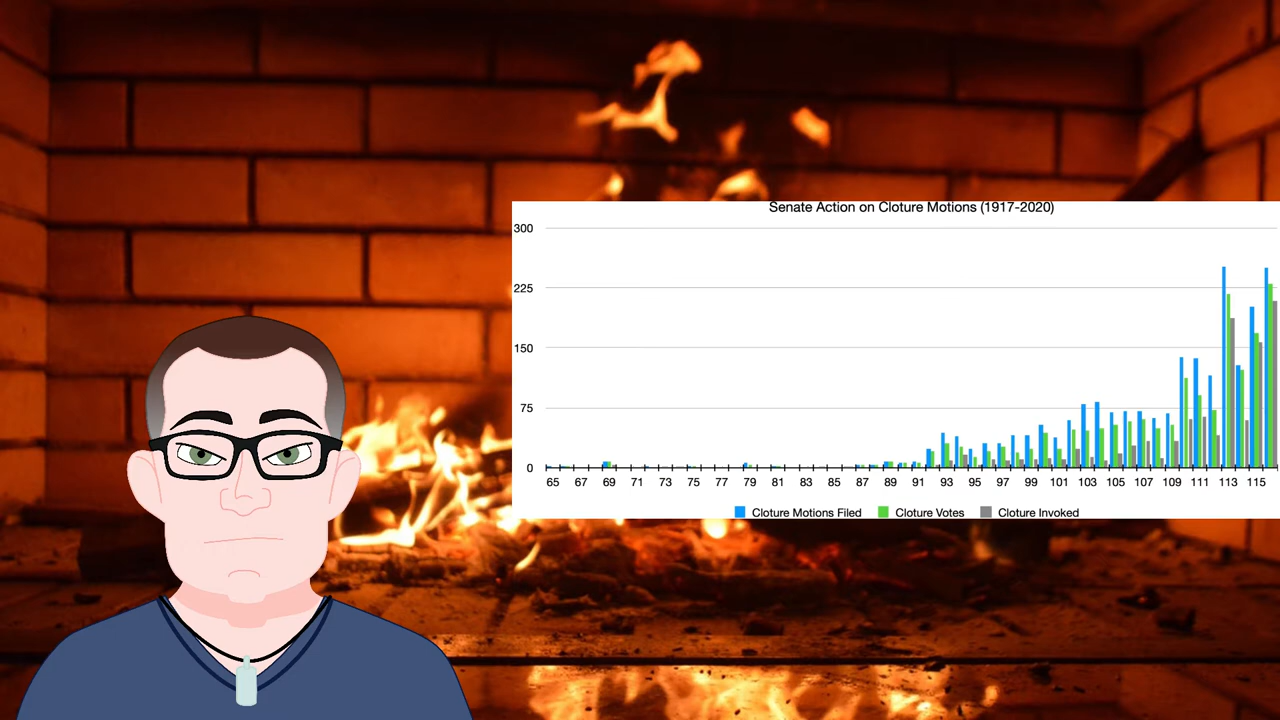 Senate Action on Cloture Motions (1917-2020)
300
225
150
75
0
65 67 69 71 73 75 77 79 81 83 85 87 89 91 93 95 97 99 101 103 105 107 109 111 113 115
Cloture Motions Filed Cloture Votes Cloture Invoked